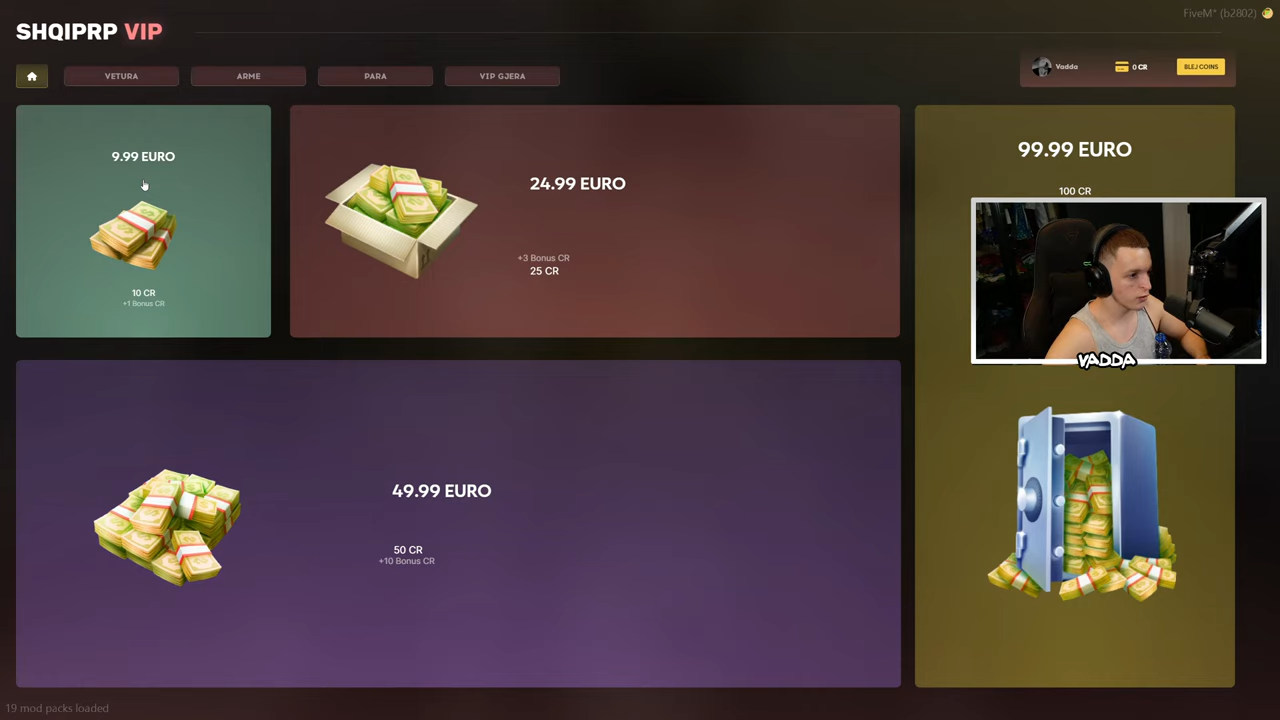 SHQIPRP VIP
FiveM* (b2802)
VETURA
ARME
PARA
VIP GJERA
Vadda
0 CR
BLEJ COINS
9.99 EURO
10 CR
+1 Bonus CR
24.99 EURO
+3 Bonus CR
25 CR
99.99 EURO
100 CR
VADDA
49.99 EURO
50 CR
+10 Bonus CR
19 mod packs loaded